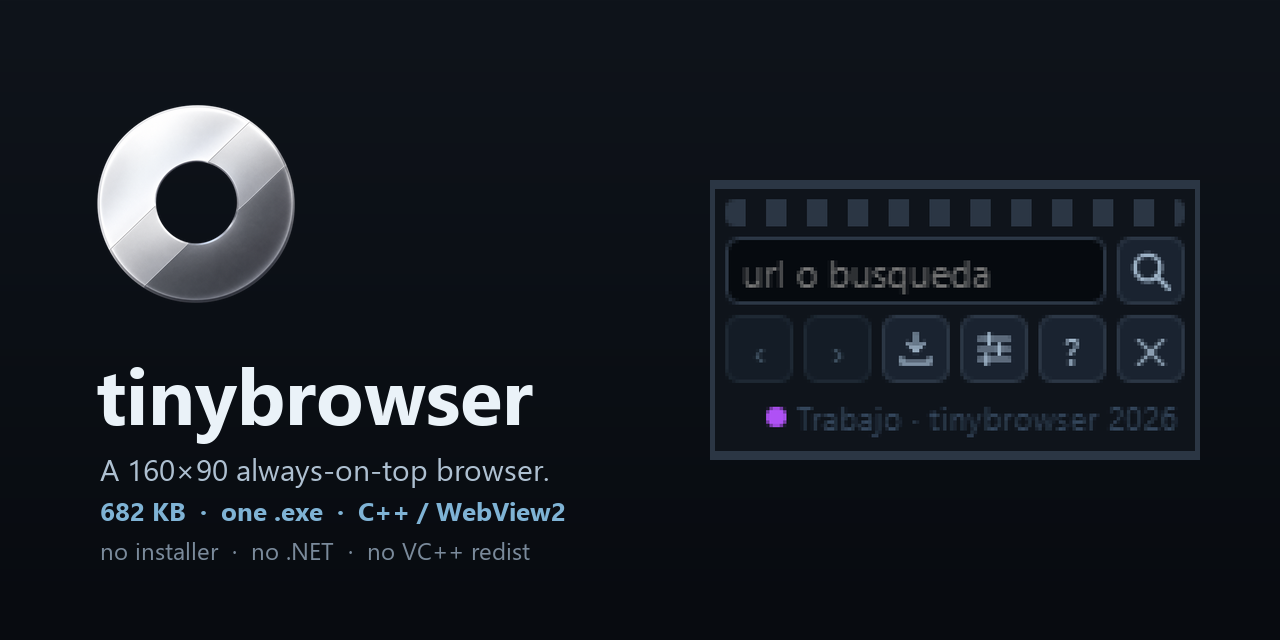 tinybrowser
A 160×90 always-on-top browser.
682 KB · one .exe · C++ / WebView2
no installer · no .NET · no VC++ redist
url o busqueda
‹ › ?
Trabajo - tinybrowser 2026